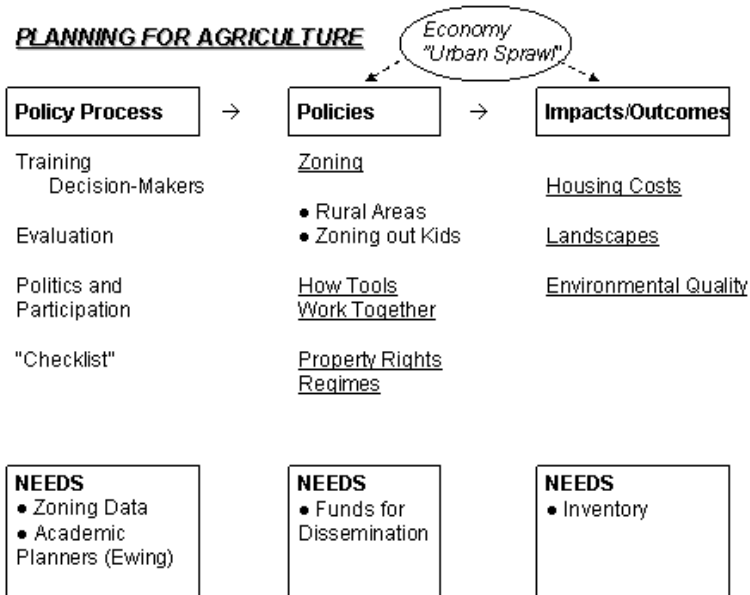 PLANNING FOR AGRICULTURE
Economy
"Urban Sprawl"
Policy Process → Policies → Impacts/Outcomes
Training
Decision-Makers
Evaluation
Politics and
Participation
"Checklist"
Zoning
● Rural Areas
● Zoning out Kids
How Tools
Work Together
Property Rights
Regimes
Housing Costs
Landscapes
Environmental Quality
NEEDS
● Zoning Data
● Academic
Planners (Ewing)
NEEDS
● Funds for
Dissemination
NEEDS
● Inventory